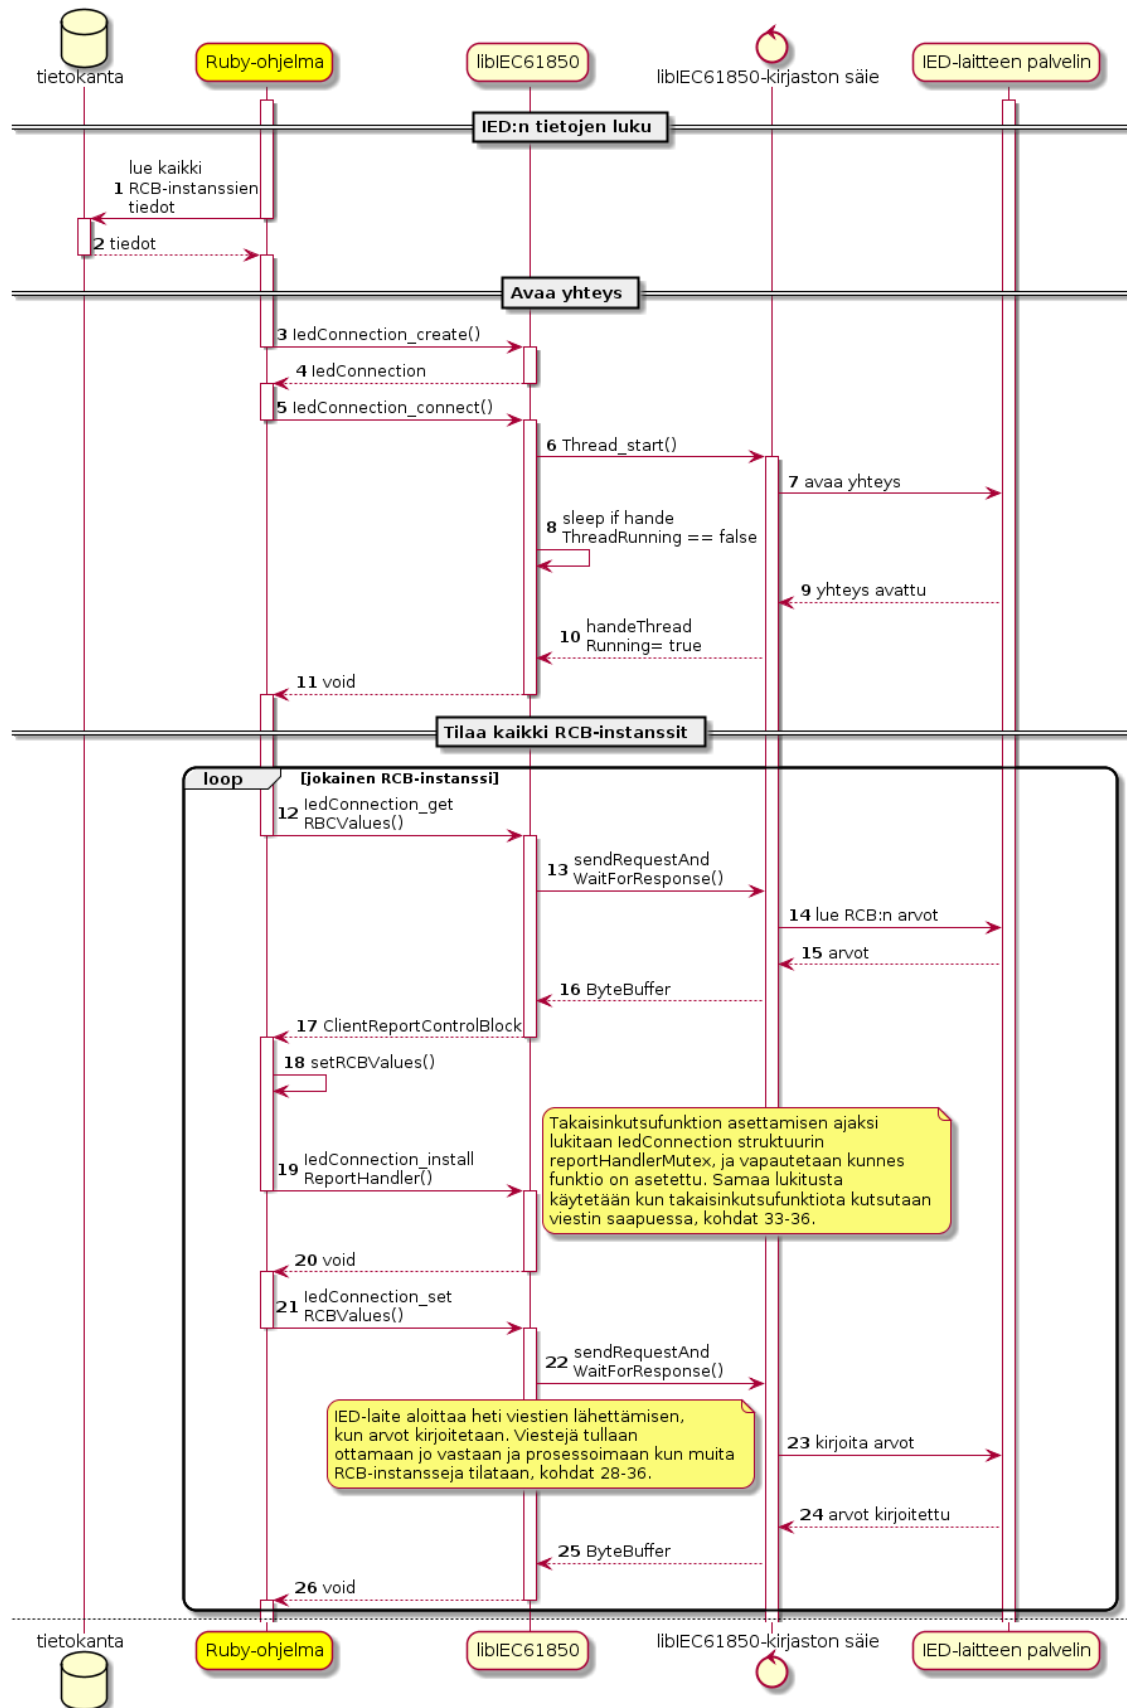 tietokanta
Ruby-ohjelma
libIEC61850
libIEC61850-kirjaston säie
IED-laitteen palvelin
IED:n tietojen luku
1 lue kaikki
RCB-instanssien
tiedot
2 tiedot
Avaa yhteys
3 IedConnection_create()
4 IedConnection
5 IedConnection_connect()
6 Thread_start()
7 avaa yhteys
8 sleep if hande
ThreadRunning == false
9 yhteys avattu
10 handeThread
Running= true
11 void
Tilaa kaikki RCB-instanssit
loop [jokainen RCB-instanssi]
12 IedConnection_get
RBCValues()
13 sendRequestAnd
WaitForResponse()
14 lue RCB:n arvot
15 arvot
16 ByteBuffer
17 ClientReportControlBlock
18 setRCBValues()
Takaisinkutsufunktion asettamisen ajaksi
lukitaan IedConnection struktuurin
reportHandlerMutex, ja vapautetaan kunnes
funktio on asetettu. Samaa lukitusta
käytetään kun takaisinkutsufunktiota kutsutaan
viestin saapuessa, kohdat 33-36.
19 IedConnection_install
ReportHandler()
20 void
21 IedConnection_set
RCBValues()
22 sendRequestAnd
WaitForResponse()
IED-laite aloittaa heti viestien lähettämisen,
kun arvot kirjoitetaan. Viestejä tullaan
ottamaan jo vastaan ja prosessoimaan kun muita
RCB-instansseja tilataan, kohdat 28-36.
23 kirjoita arvot
24 arvot kirjoitettu
25 ByteBuffer
26 void
tietokanta
Ruby-ohjelma
libIEC61850
libIEC61850-kirjaston säie
IED-laitteen palvelin